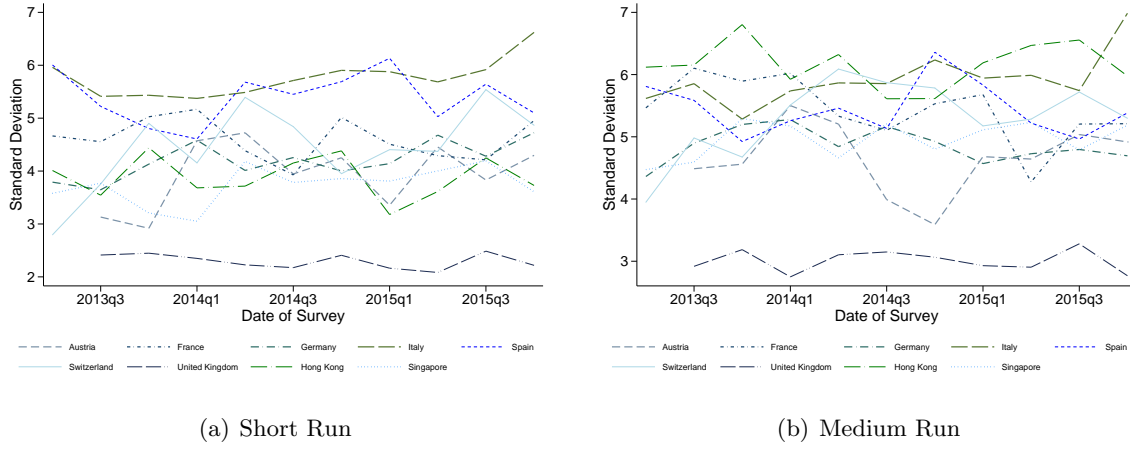 7
6
5
4
3
2
Standard Deviation
2013q3 2014q1 2014q3 2015q1 2015q3
Date of Survey
Austria France Germany Italy Spain
Switzerland United Kingdom Hong Kong Singapore
(a) Short Run
7
6
5
4
3
Standard Deviation
2013q3 2014q1 2014q3 2015q1 2015q3
Date of Survey
Austria France Germany Italy Spain
Switzerland United Kingdom Hong Kong Singapore
(b) Medium Run